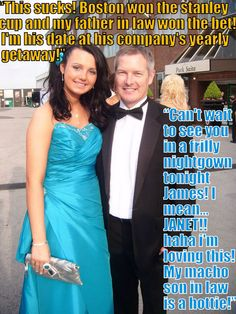 "This sucks! Boston won the stanley
cup and my father in law won the bet!
I'm his date at his company's yearly
getaway!"
Park Suite
"Can't wait
to see you
in a frilly
nightgown
tonight
James! I
mean...
JANET!!
haha i'm
loving this!
My macho
son in law
is a hottie!"